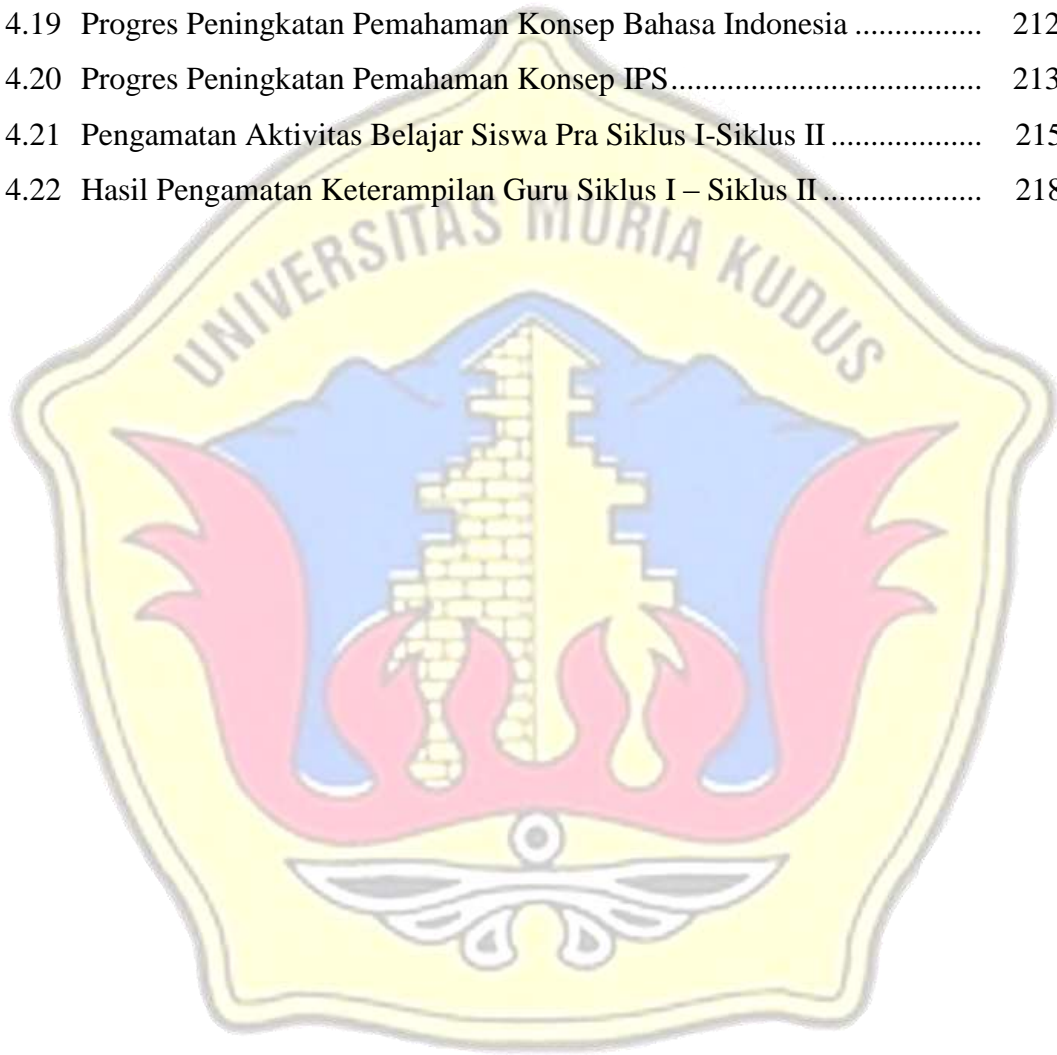 4.19 Progres Peningkatan Pemahaman Konsep Bahasa Indonesia ................ 212
4.20 Progres Peningkatan Pemahaman Konsep IPS..................................... 213
4.21 Pengamatan Aktivitas Belajar Siswa Pra Siklus I-Siklus II .................. 215
4.22 Hasil Pengamatan Keterampilan Guru Siklus I – Siklus II ................... 218
UNIVERSITAS MURIA KUDUS